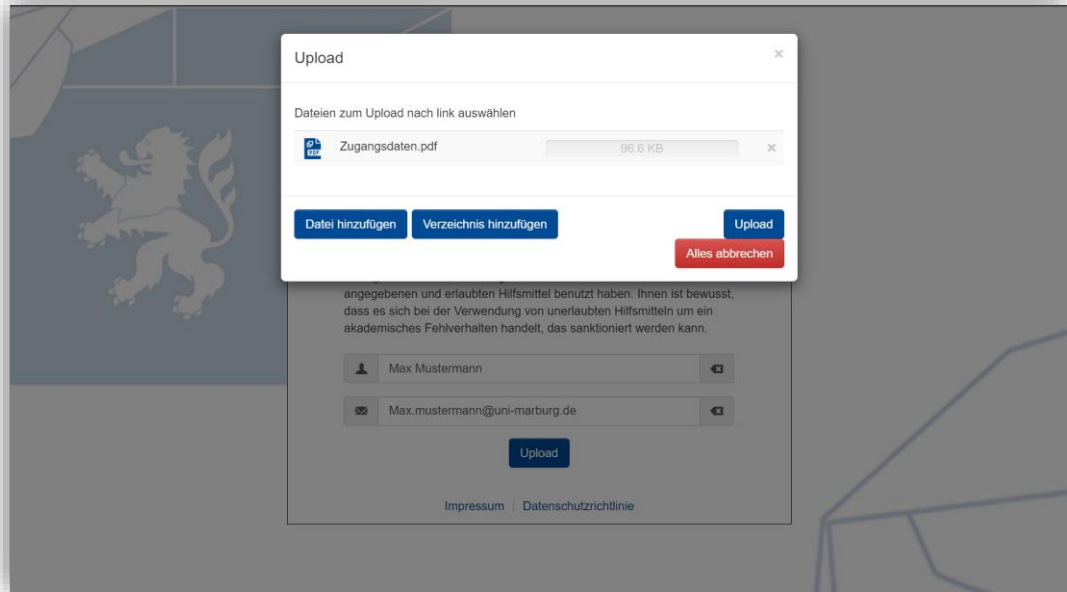 Upload
Dateien zum Upload nach link auswählen
Zugangsdaten.pdf 96.6 KB
Datei hinzufügen Verzeichnis hinzufügen Upload
Alles abbrechen
angegebenen und erlaubten Hilfsmittel benutzt haben. Ihnen ist bewusst,
dass es sich bei der Verwendung von unerlaubten Hilfsmitteln um ein
akademisches Fehlverhalten handelt, das sanktioniert werden kann.
Max Mustermann
Max.mustermann@uni-marburg.de
Upload
Impressum | Datenschutzrichtlinie